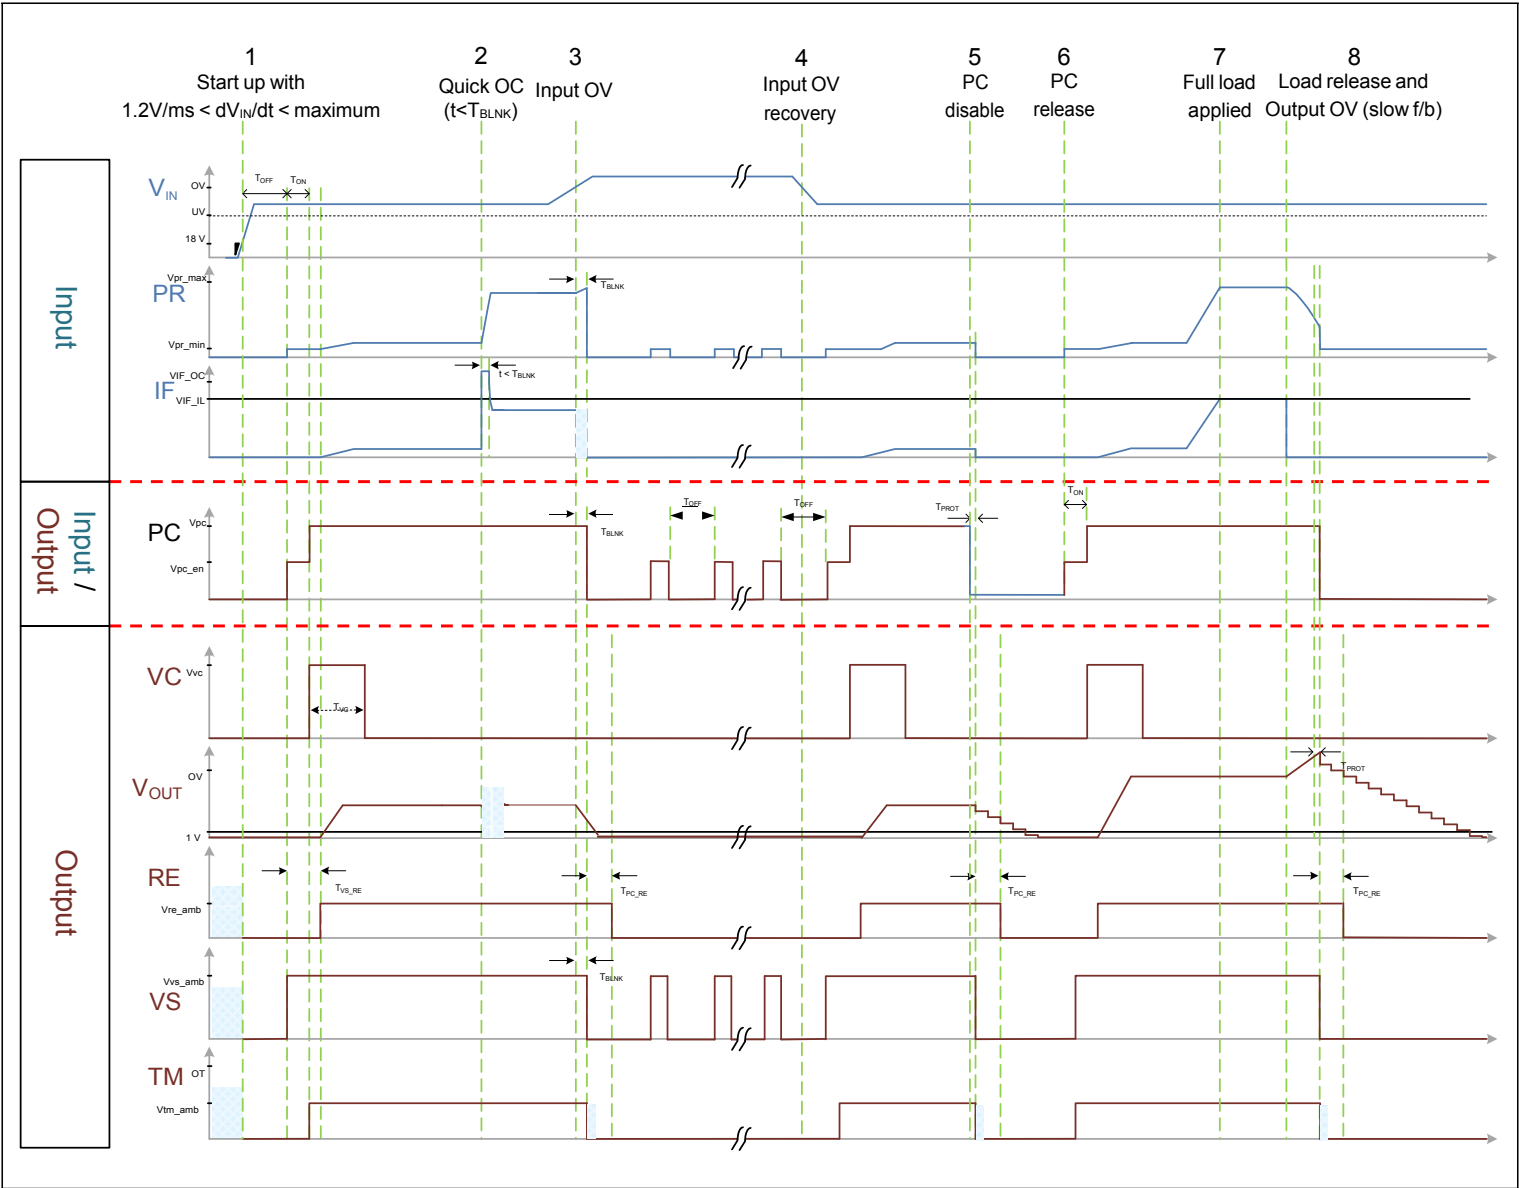 1
Start up with
1.2V/ms < dVIN/dt < maximum
2
Quick OC
(t<TBLNK)
3
Input OV
4
Input OV
recovery
5
PC
disable
6
PC
release
7
Full load
applied
8
Load release and
Output OV (slow f/b)
Input
VIN
OV
UV
18 V
TOFF
TON
PR
Vpr_max
Vpr_min
TBLNK
IF
VIF_OC
VIF_IL
t < TBLNK
Input /
Output
PC
Vpc
Vpc_en
TBLNK
TOFF
TOFF
TPROT
TON
Output
VC
Vvc
TVC
VOUT
OV
1 V
TPROT
RE
Vre_amb
TVS_RE
TPC_RE
TPC_RE
TPC_RE
VS
Vvs_amb
TBLNK
TM
OT
Vtm_amb